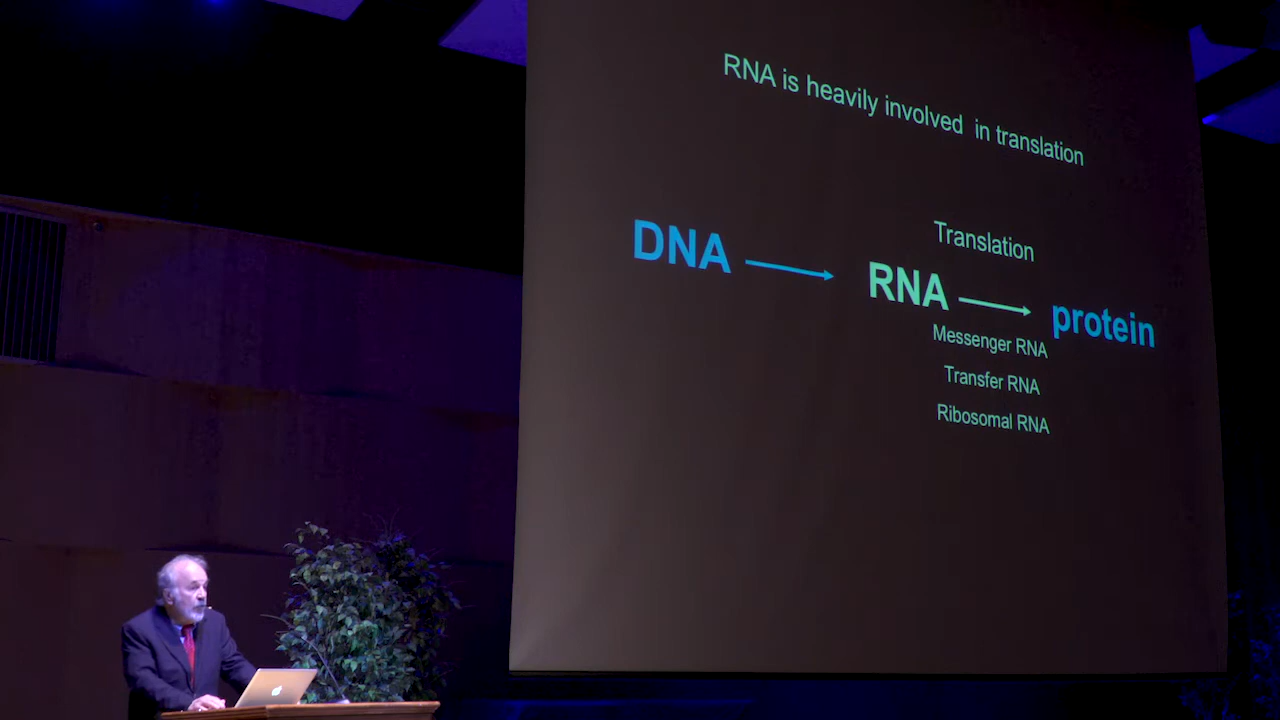 RNA is heavily involved in translation
Translation
DNA
RNA
protein
Messenger RNA
Transfer RNA
Ribosomal RNA